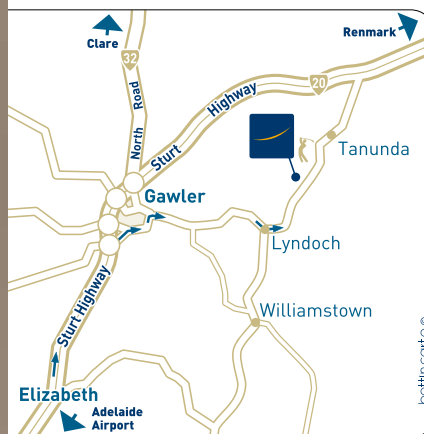 Clare
Renmark
32
North Road
20
Sturt Highway
Tanunda
Gawler
Lyndoch
Sturt Highway
Williamstown
Elizabeth
Adelaide
Airport